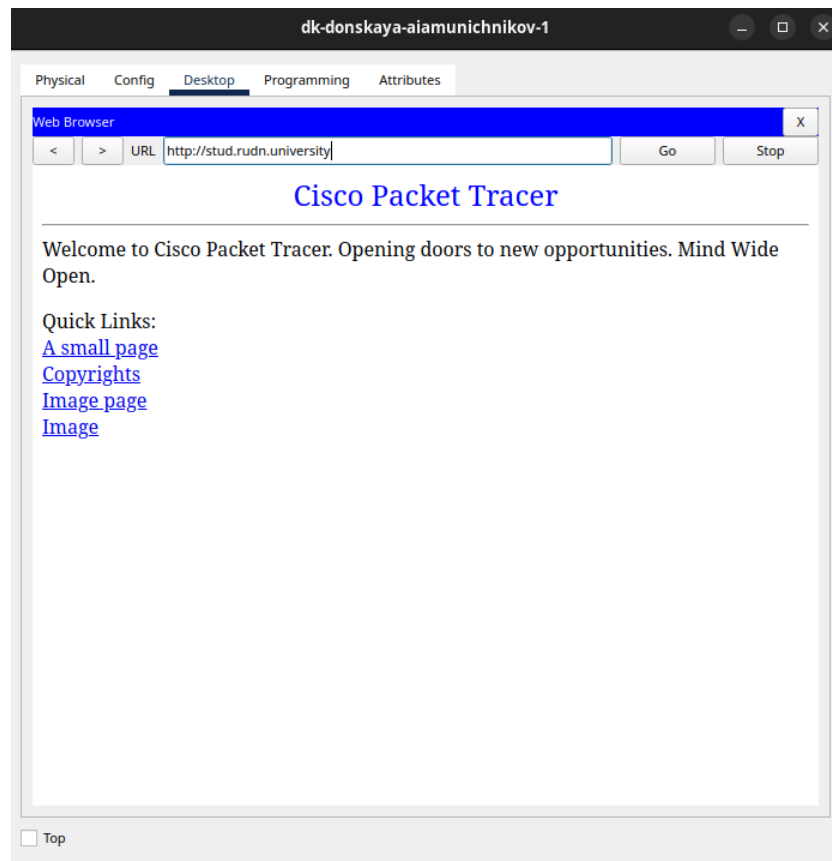 dk-donskaya-aiamunichnikov-1
Physical Config Desktop Programming Attributes
Web Browser X
< > URL http://stud.rudn.university Go Stop
Cisco Packet Tracer
Welcome to Cisco Packet Tracer. Opening doors to new opportunities. Mind Wide
Open.
Quick Links:
A small page
Copyrights
Image page
Image
Top